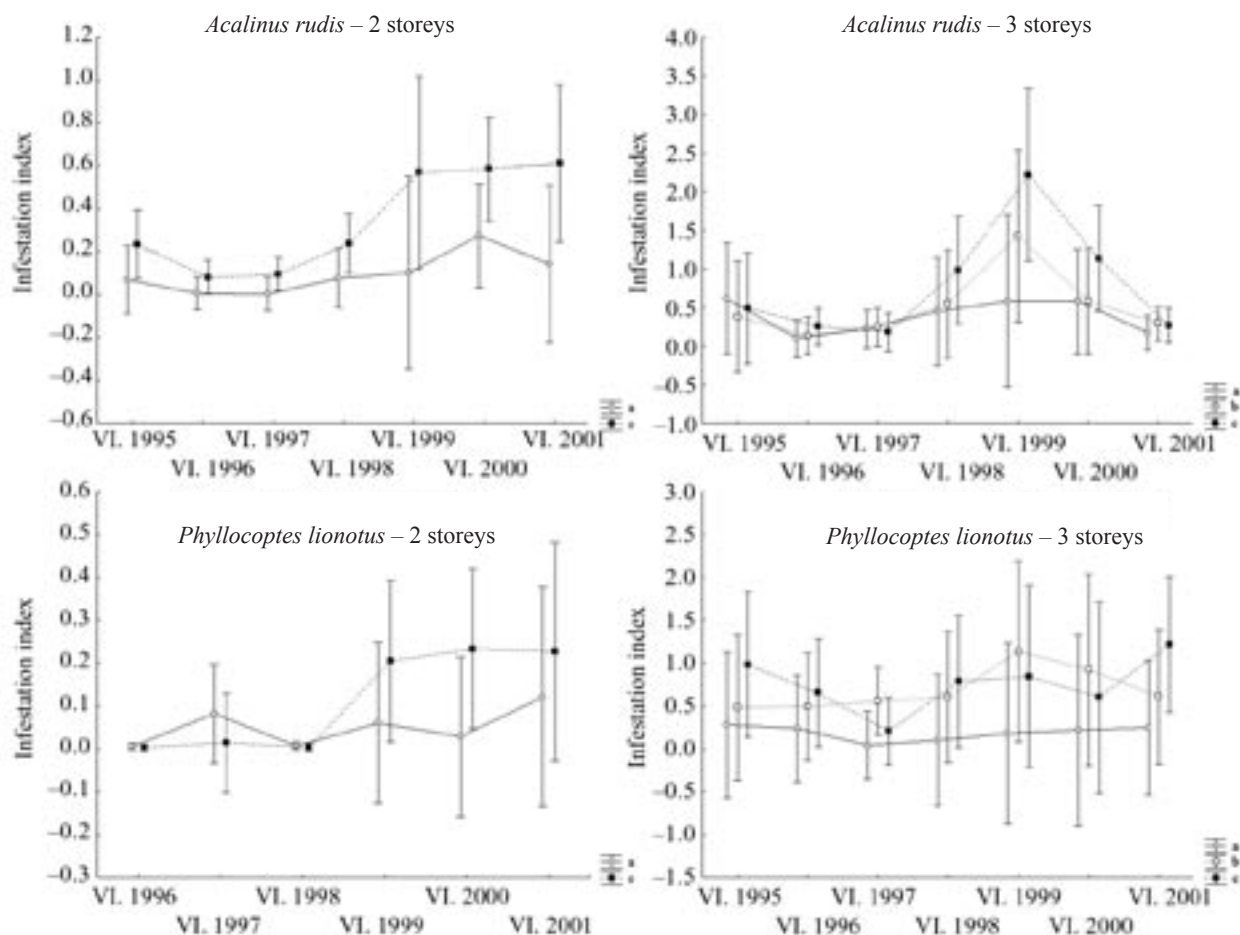 Acalinus rudis – 2 storeys
Infestation index
1.2
1.0
0.8
0.6
0.4
0.2
0.0
–0.2
–0.4
–0.6
VI. 1995
VI. 1997
VI. 1999
VI. 2001
VI. 1996
VI. 1998
VI. 2000
a
c
Acalinus rudis – 3 storeys
Infestation index
4.0
3.5
3.0
2.5
2.0
1.5
1.0
0.5
0.0
–0.5
–1.0
VI. 1995
VI. 1997
VI. 1999
VI. 2001
VI. 1996
VI. 1998
VI. 2000
a
b
c
Phyllocoptes lionotus – 2 storeys
Infestation index
0.6
0.5
0.4
0.3
0.2
0.1
0.0
–0.1
–0.2
–0.3
VI. 1996
VI. 1998
VI. 2000
VI. 1997
VI. 1999
VI. 2001
a
c
Phyllocoptes lionotus – 3 storeys
Infestation index
3.0
2.5
2.0
1.5
1.0
0.5
0.0
–0.5
–1.0
–1.5
VI. 1995
VI. 1997
VI. 1999
VI. 2001
VI. 1996
VI. 1998
VI. 2000
a
b
c